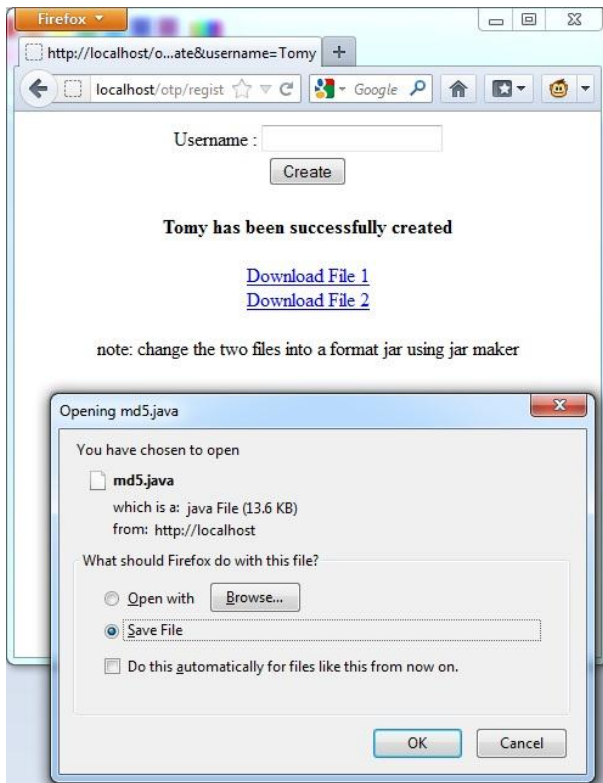 Firefox
http://localhost/o...ate&username=Tomy
localhost/otp/regist
Google
Username :
Create
Tomy has been successfully created
Download File 1
Download File 2
note: change the two files into a format jar using jar maker
Opening md5.java
You have chosen to open
md5.java
which is a: java File (13.6 KB)
from: http://localhost
What should Firefox do with this file?
Open with Browse...
Save File
Do this automatically for files like this from now on.
OK Cancel